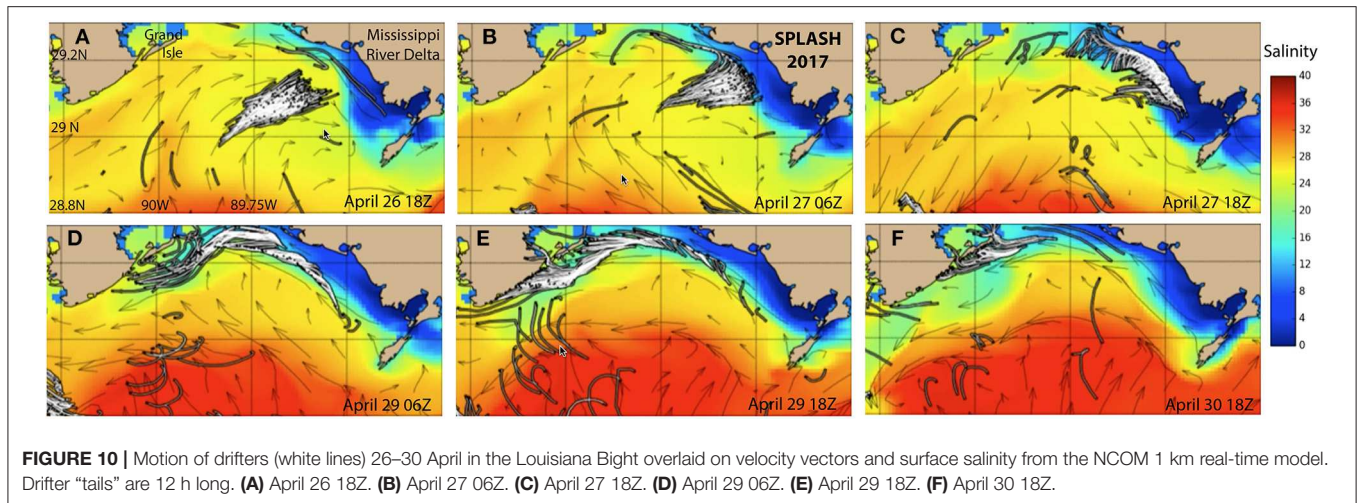 A
Grand
Isle
Mississippi
River Delta
29.2N
29 N
28.8N
90W
89.75W
April 26 18Z
B
SPLASH
2017
April 27 06Z
C
April 27 18Z
Salinity
40
36
32
28
24
20
16
12
8
4
0
D
April 29 06Z
E
April 29 18Z
F
April 30 18Z
FIGURE 10 | Motion of drifters (white lines) 26–30 April in the Louisiana Bight overlaid on velocity vectors and surface salinity from the NCOM 1 km real-time model.
Drifter “tails” are 12 h long. (A) April 26 18Z. (B) April 27 06Z. (C) April 27 18Z. (D) April 29 06Z. (E) April 29 18Z. (F) April 30 18Z.